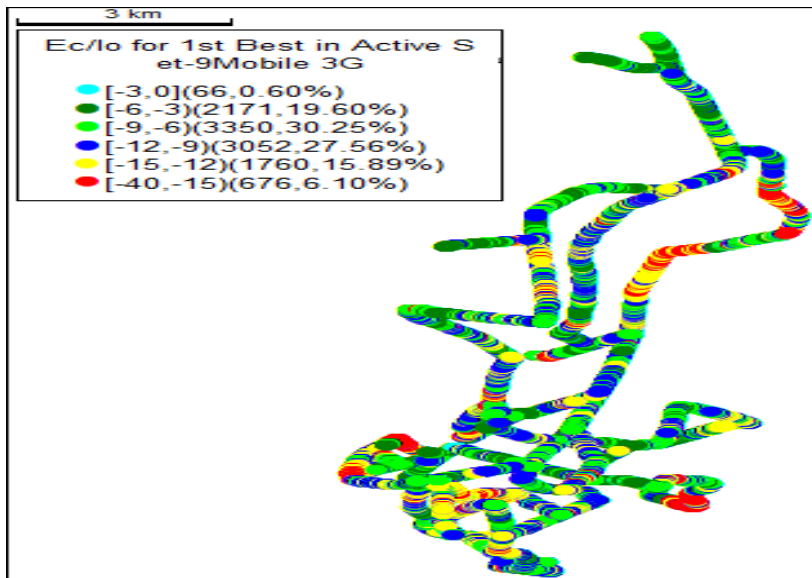 3 km
Ec/Io for 1st Best in Active S
et-9Mobile 3G
[-3,0](66,0.60%)
[-6,-3)(2171,19.60%)
[-9,-6)(3350,30.25%)
[-12,-9)(3052,27.56%)
[-15,-12)(1760,15.89%)
[-40,-15)(676,6.10%)